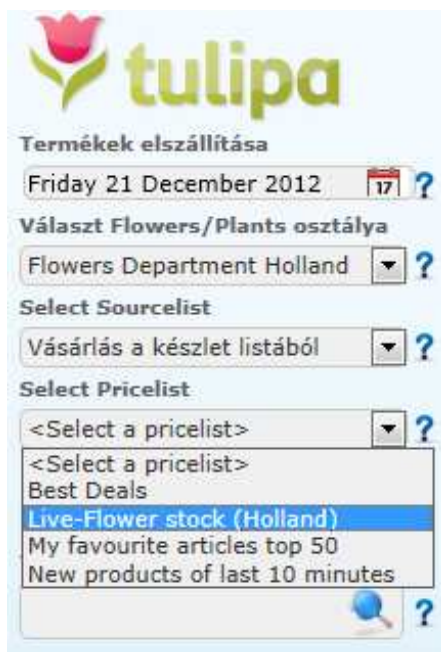 tulipa
Termékek elszállítása
Friday 21 December 2012
17
?
Választ Flowers/Plants osztálya
Flowers Department Holland
?
Select Sourcelist
Vásárlás a készlet listából
?
Select Pricelist
<Select a pricelist>
?
<Select a pricelist>
Best Deals
Live-Flower stock (Holland)
My favourite articles top 50
New products of last 10 minutes
?